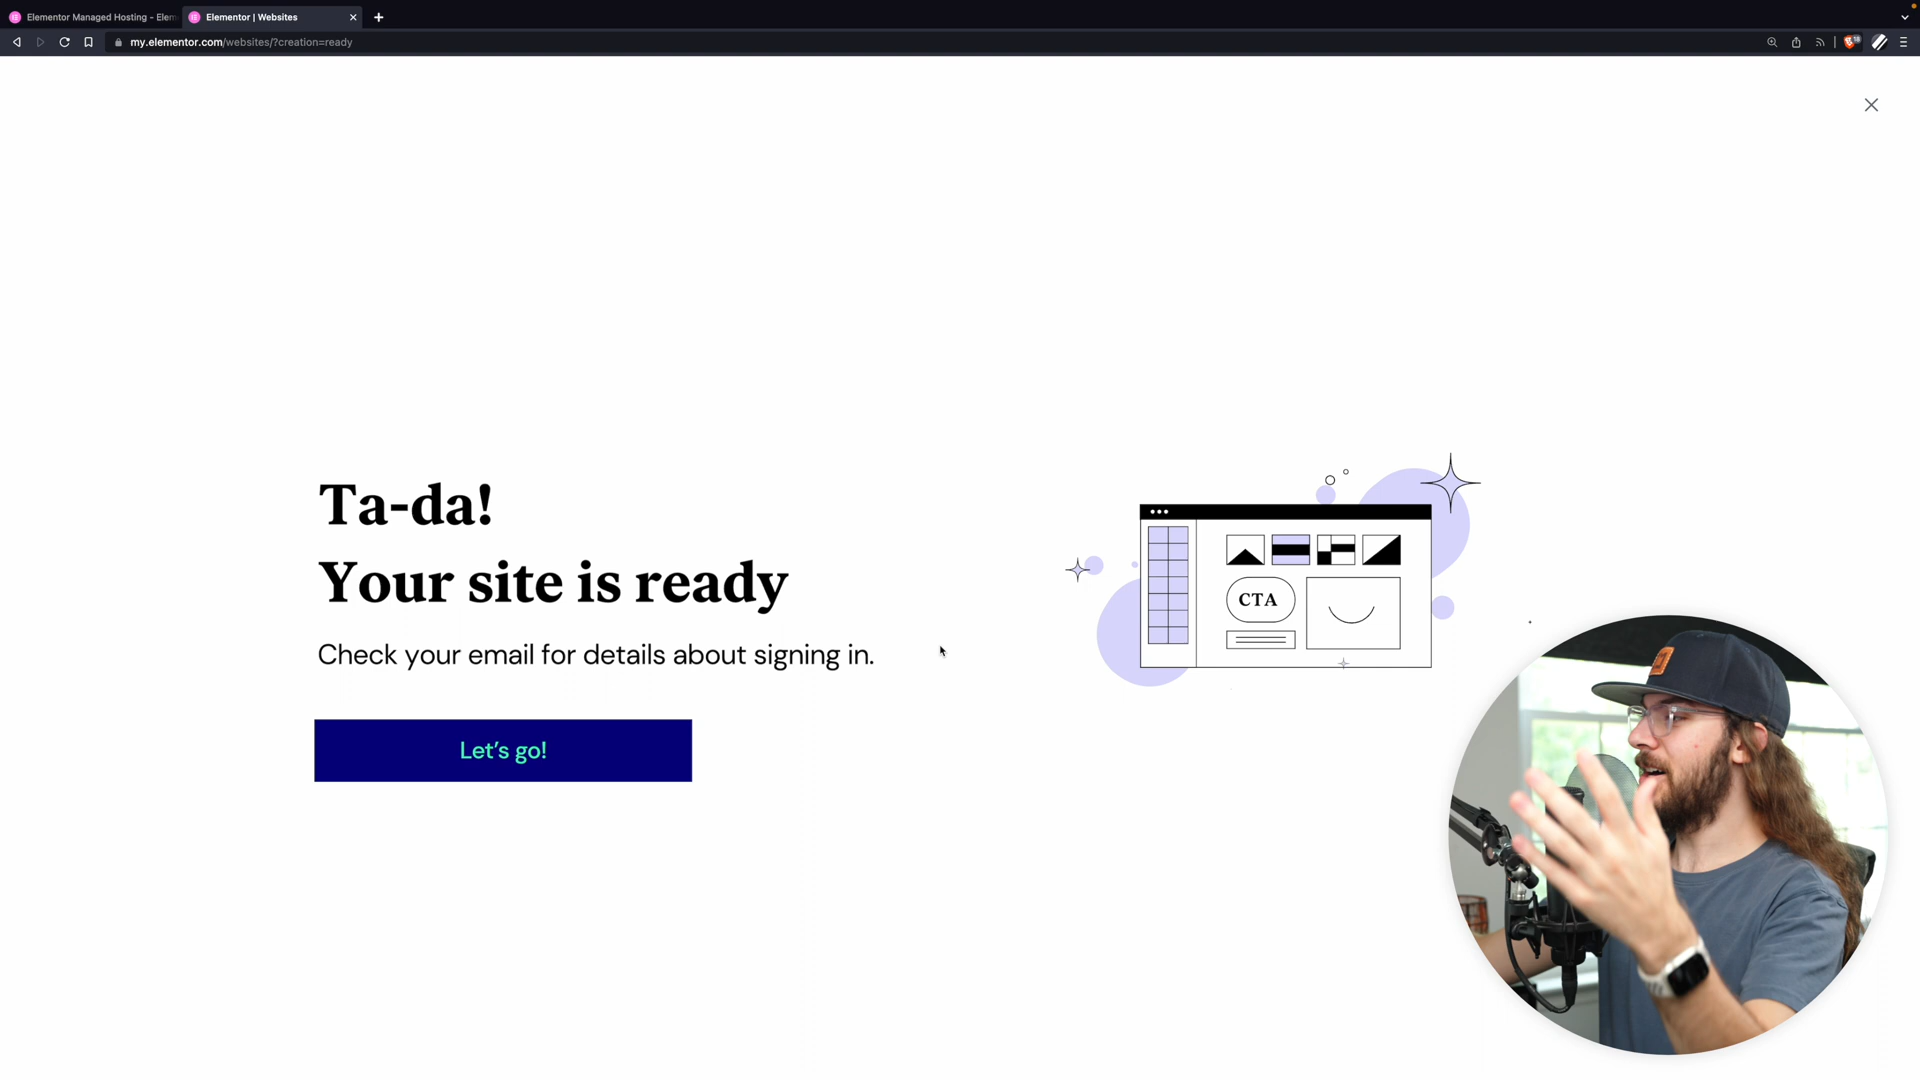 Elementor Managed Hosting - Elem
Elementor | Websites
my.elementor.com/websites/?creation=ready
18
Ta-da!
Your site is ready
Check your email for details about signing in.
Let's go!
CTA